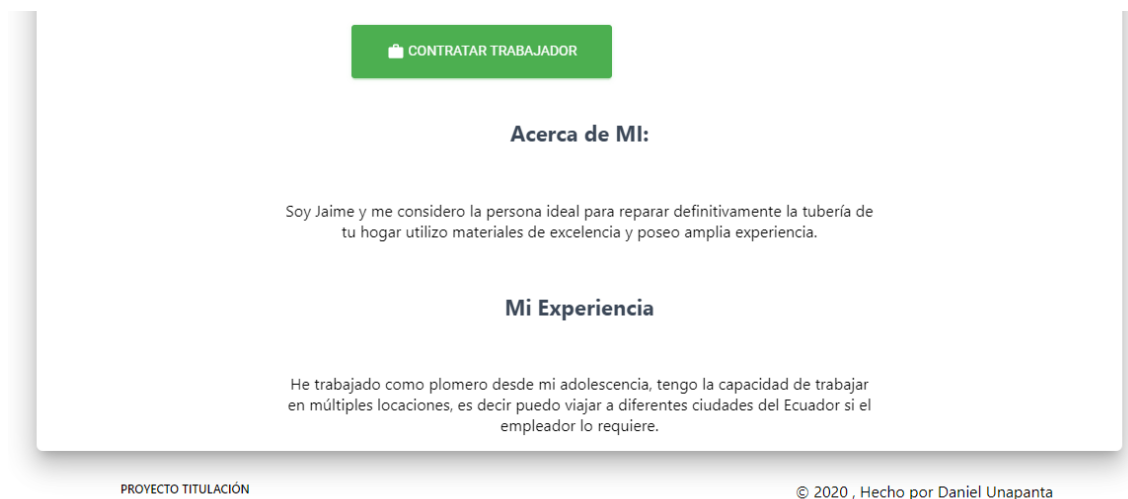 CONTRATAR TRABAJADOR
Acerca de MI:
Soy Jaime y me considero la persona ideal para reparar definitivamente la tubería de
tu hogar utilizo materiales de excelencia y poseo amplia experiencia.
Mi Experiencia
He trabajado como plomero desde mi adolescencia, tengo la capacidad de trabajar
en múltiples locaciones, es decir puedo viajar a diferentes ciudades del Ecuador si el
empleador lo requiere.
PROYECTO TITULACIÓN
© 2020 , Hecho por Daniel Unapanta